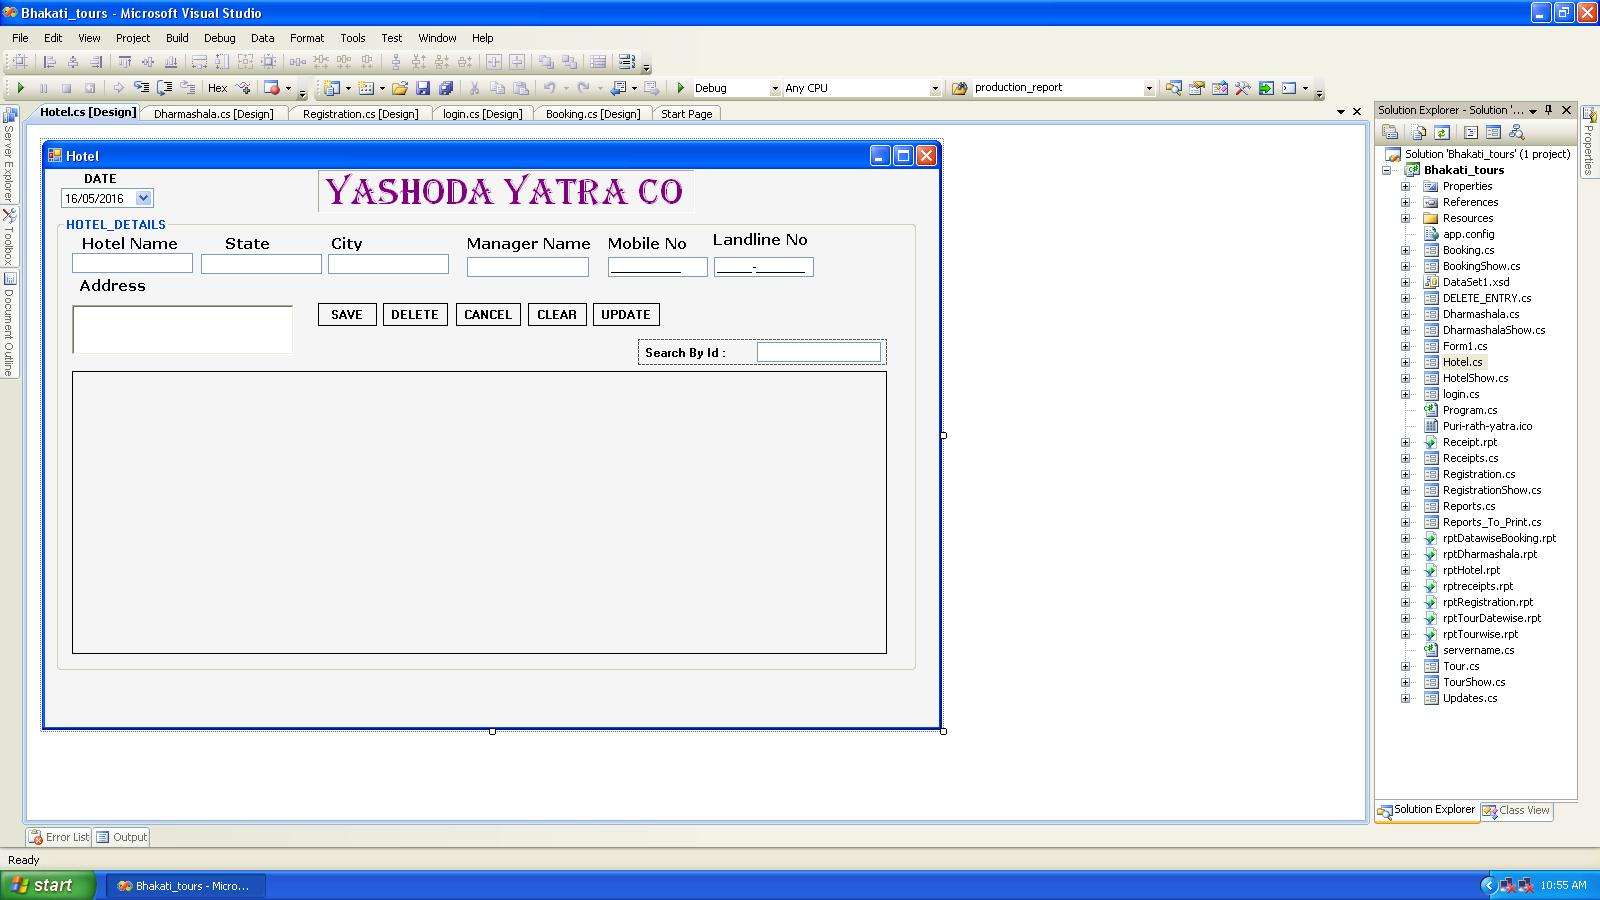 Bhakati_tours - Microsoft Visual Studio
File Edit View Project Build Debug Data Format Tools Test Window Help
Hex Debug Any CPU production_report
Hotel.cs [Design] Dharmashala.cs [Design] Registration.cs [Design] login.cs [Design] Booking.cs [Design] Start Page
Server Explorer
Toolbox
Document Outline
Hotel
DATE
16/05/2016
YASHODA YATRA CO
HOTEL_DETAILS
Hotel Name State City Manager Name Mobile No Landline No
__________ _____-_______
Address
SAVE DELETE CANCEL CLEAR UPDATE
Search By Id :
Solution Explorer - Solution '...
Solution 'Bhakati_tours' (1 project)
Bhakati_tours
Properties
References
Resources
app.config
Booking.cs
BookingShow.cs
DataSet1.xsd
DELETE_ENTRY.cs
Dharmashala.cs
DharmashalaShow.cs
Form1.cs
Hotel.cs
HotelShow.cs
login.cs
Program.cs
Puri-rath-yatra.ico
Receipt.rpt
Receipts.cs
Registration.cs
RegistrationShow.cs
Reports.cs
Reports_To_Print.cs
rptDatawiseBooking.rpt
rptDharmashala.rpt
rptHotel.rpt
rptreceipts.rpt
rptRegistration.rpt
rptTourDatewise.rpt
rptTourwise.rpt
servername.cs
Tour.cs
TourShow.cs
Updates.cs
Solution Explorer Class View
Properties
Error List Output
Ready
start Bhakati_tours - Micro... 10:55 AM